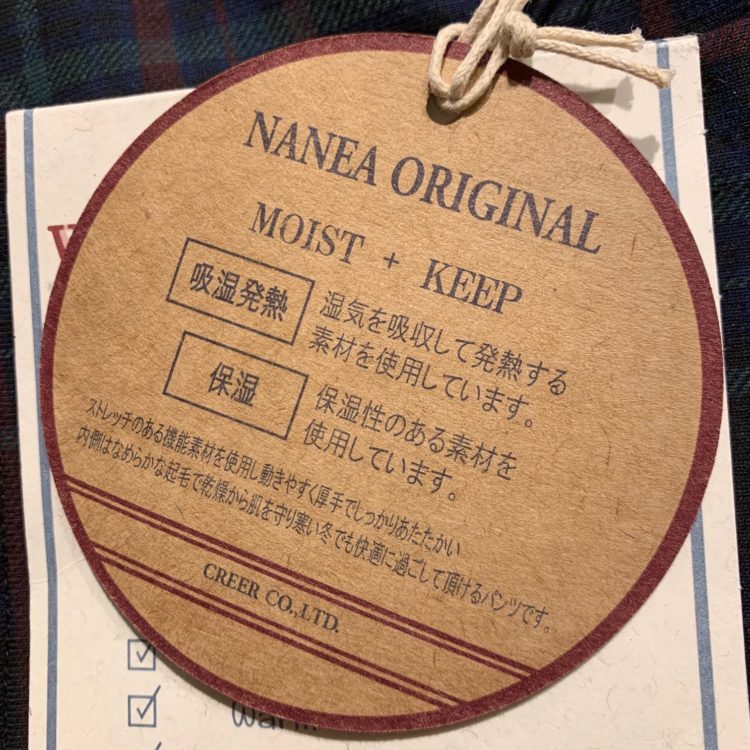 NANEA ORIGINAL
MOIST + KEEP
吸湿発熱
湿気を吸収して発熱する
素材を使用しています。
保湿
保湿性のある素材を
使用しています。
ストレッチのある機能素材を使用し動きやすく厚手でしっかりあたたかい
内側はなめらかな起毛で乾燥から肌を守り寒い冬でも快適に過ごして頂けるパンツです。
CREER CO.,LTD.